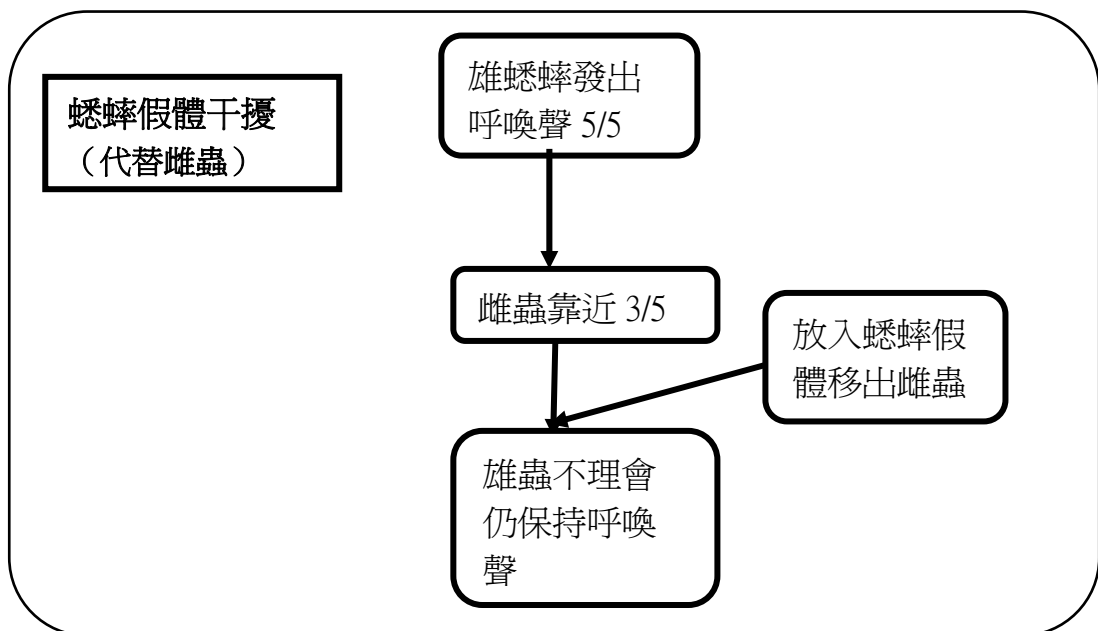 蟋蟀假體干擾
（代替雌蟲）
雄蟋蟀發出
呼喚聲 5/5
雌蟲靠近 3/5
放入蟋蟀假
體移出雌蟲
雄蟲不理會
仍保持呼喚
聲